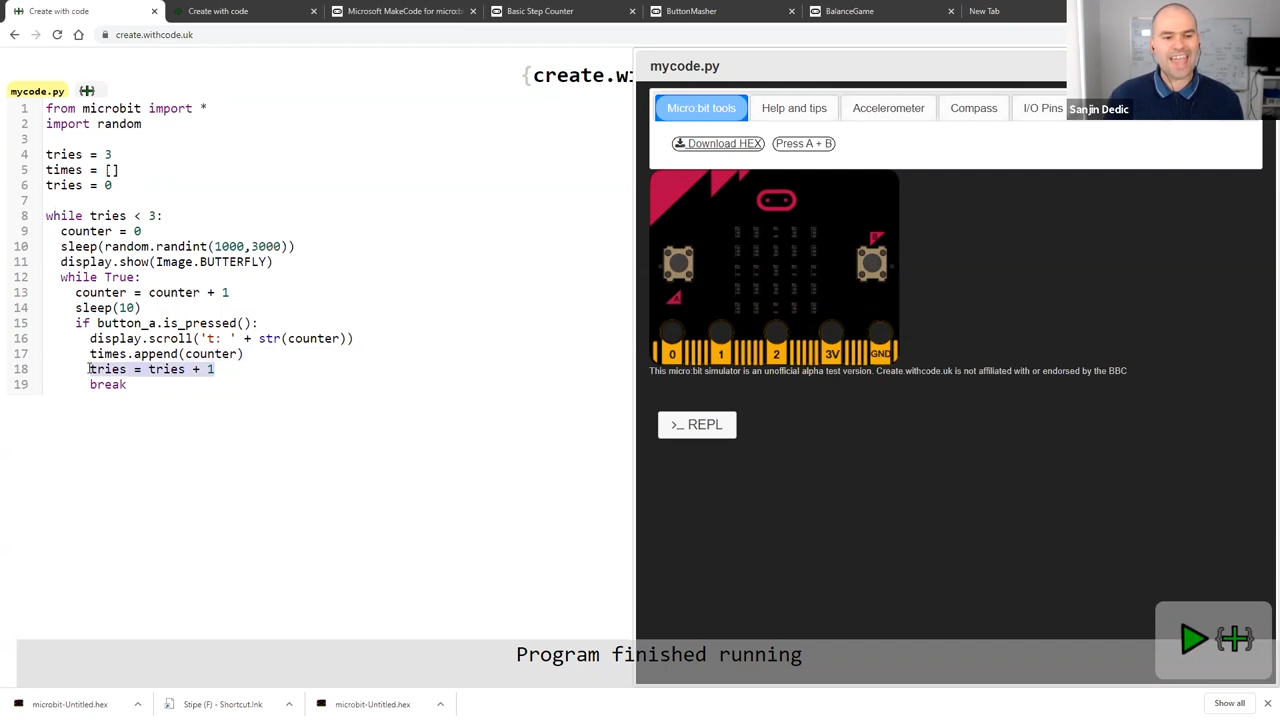 Create with code
Create with code
Microsoft MakeCode for micro:b
Basic Step Counter
ButtonMasher
BalanceGame
New Tab
create.withcode.uk
{create.wi
mycode.py
1 from microbit import *
2 import random
3
4 tries = 3
5 times = []
6 tries = 0
7
8 while tries < 3:
9 counter = 0
10 sleep(random.randint(1000,3000))
11 display.show(Image.BUTTERFLY)
12 while True:
13 counter = counter + 1
14 sleep(10)
15 if button_a.is_pressed():
16 display.scroll('t: ' + str(counter))
17 times.append(counter)
18 tries = tries + 1
19 break
mycode.py
Micro:bit tools Help and tips Accelerometer Compass I/O Pins
Download HEX Press A + B
Sanjin Dedic
B
A
0 1 2 3V GND
This micro:bit simulator is an unofficial alpha test version. Create.withcode.uk is not affiliated with or endorsed by the BBC
>_ REPL
Program finished running
microbit-Untitled.hex
Stipe (F) - Shortcut.lnk
microbit-Untitled.hex
Show all